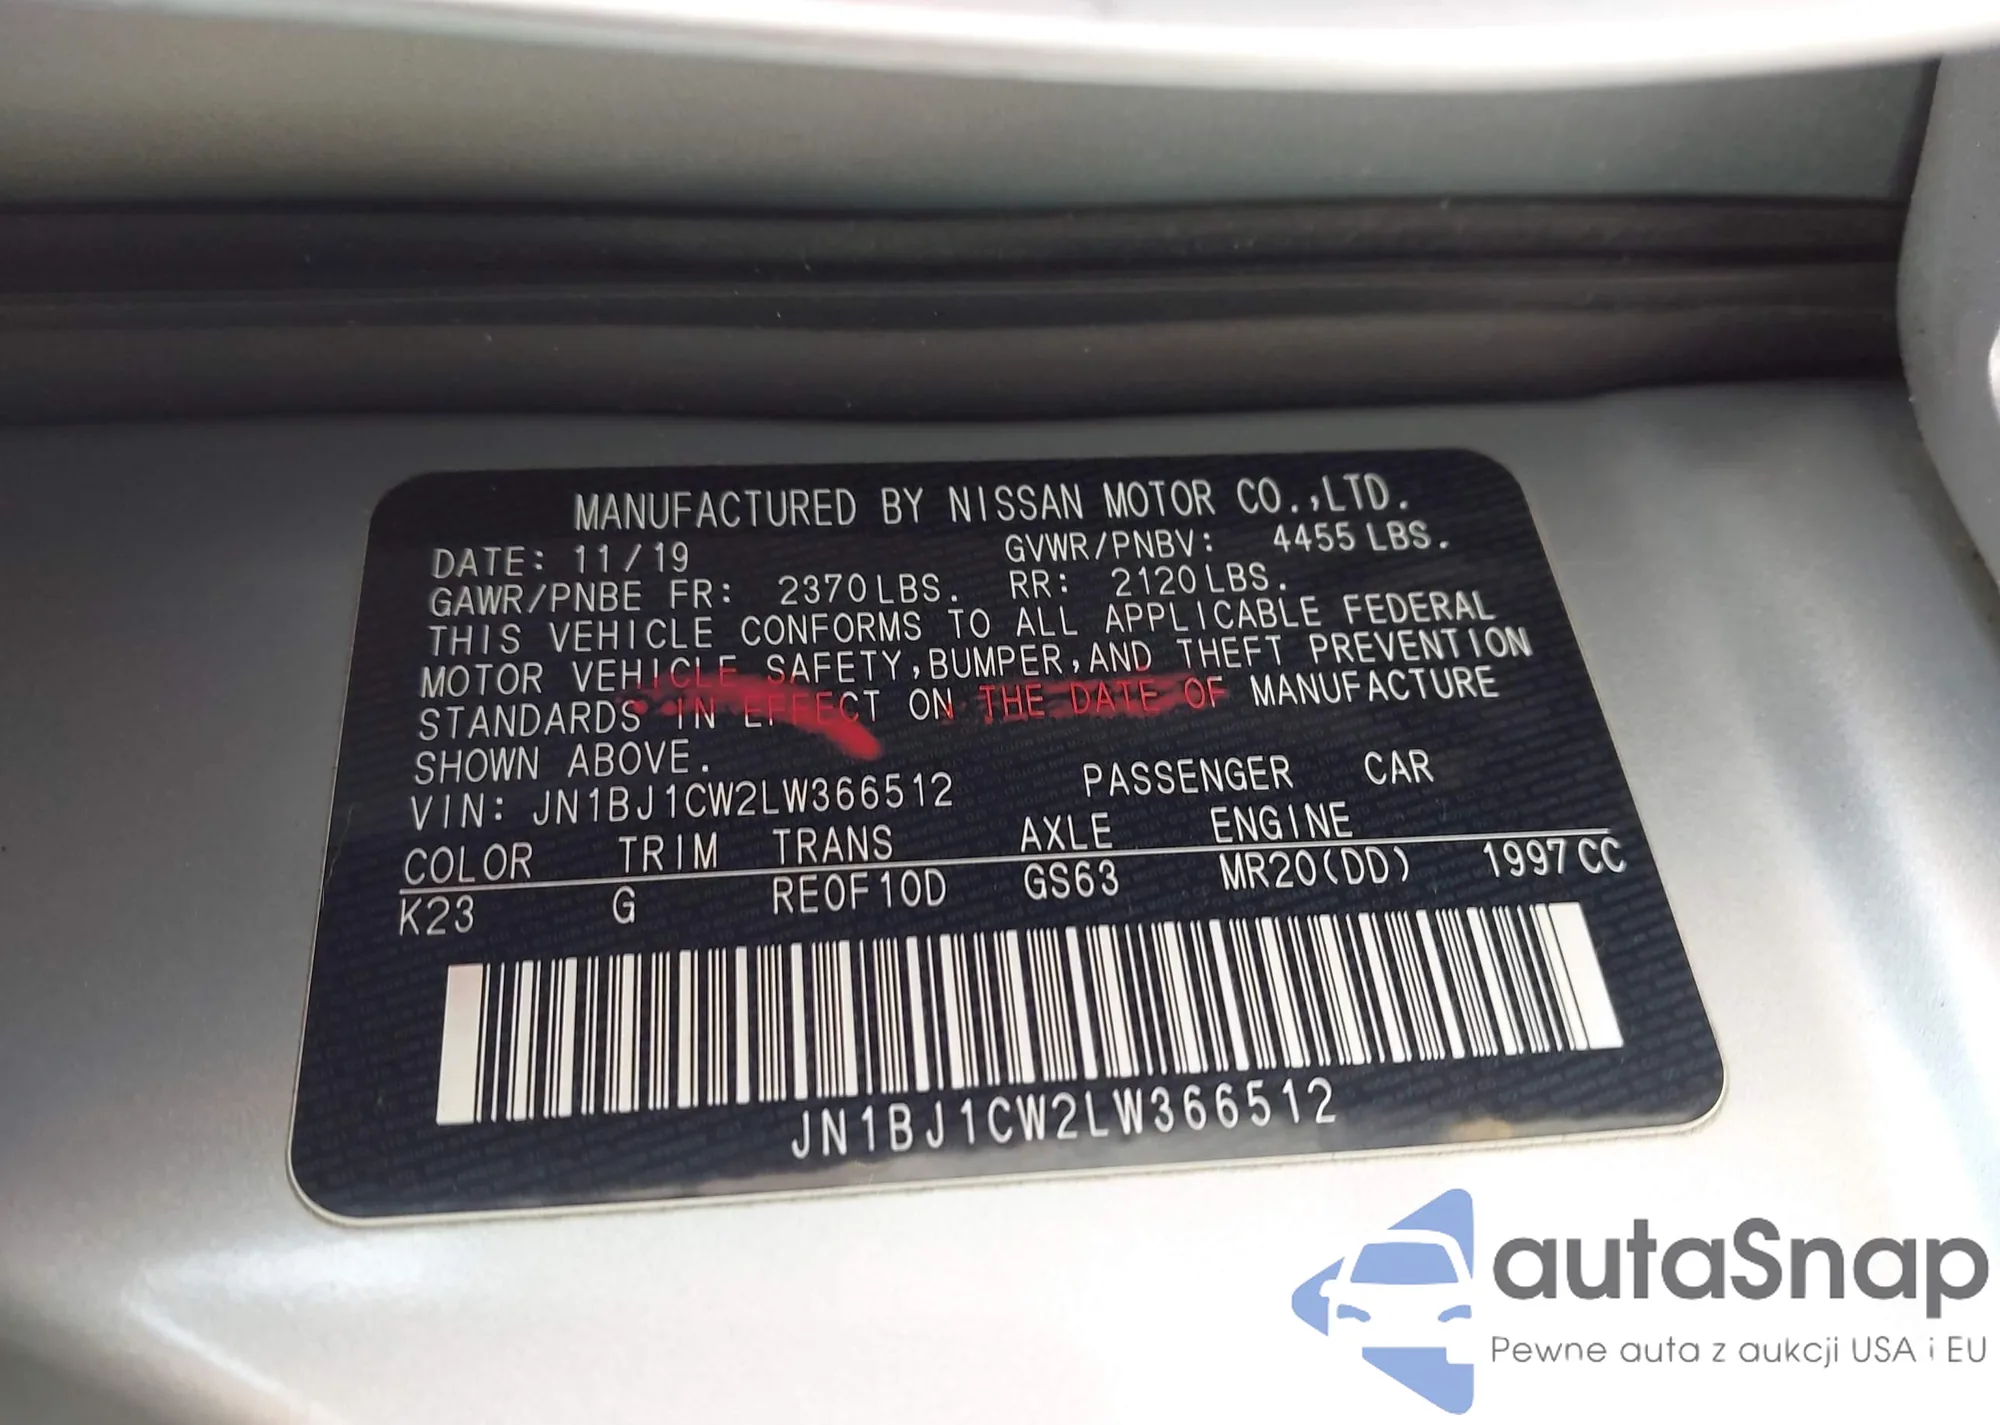 MANUFACTURED BY NISSAN MOTOR CO.,LTD.
DATE: 11/19 GVWR/PNBV: 4455 LBS.
GAWR/PNBE FR: 2370 LBS. RR: 2120 LBS.
THIS VEHICLE CONFORMS TO ALL APPLICABLE FEDERAL
MOTOR VEHICLE SAFETY,BUMPER,AND THEFT PREVENTION
STANDARDS IN EFFECT ON THE DATE OF MANUFACTURE
SHOWN ABOVE.
VIN: JN1BJ1CW2LW366512 PASSENGER CAR
COLOR TRIM TRANS AXLE ENGINE
K23 G RE0F10D GS63 MR20(DD) 1997 CC
JN1BJ1CW2LW366512
autaSnap
Pewne auta z aukcji USA i EU